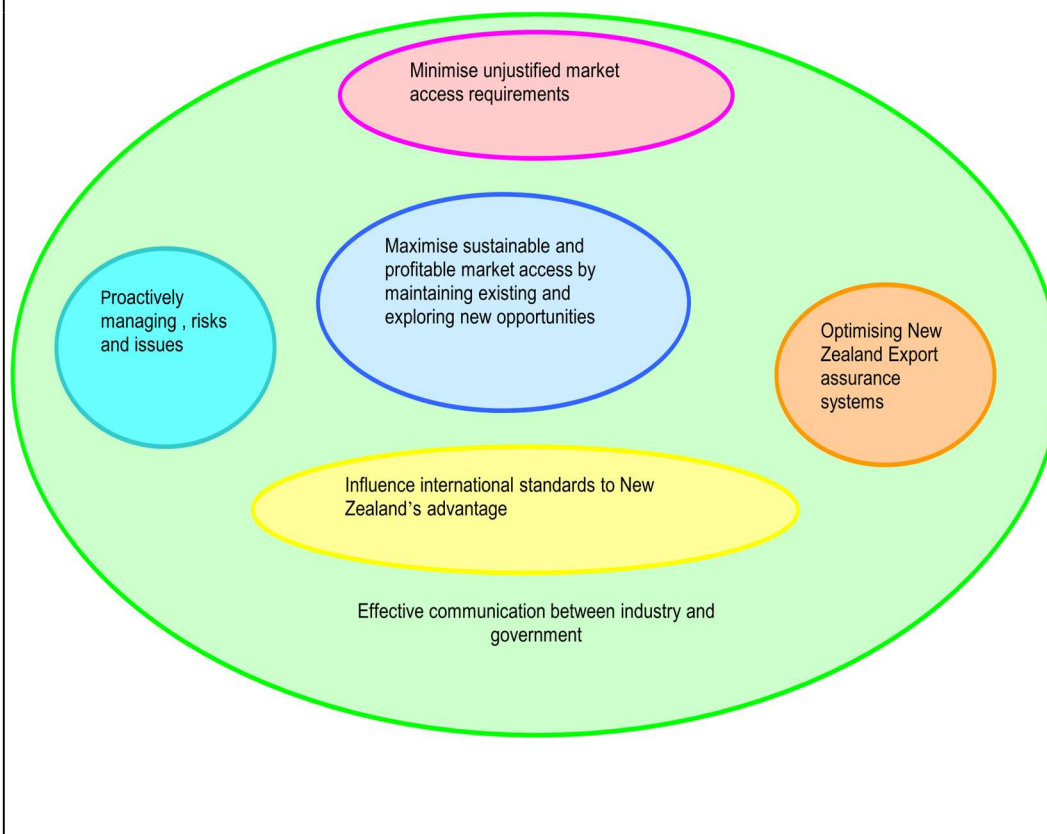 Minimise unjustified market
access requirements
Maximise sustainable and
profitable market access by
maintaining existing and
exploring new opportunities
Proactively
managing , risks
and issues
Optimising New
Zealand Export
assurance
systems
Influence international standards to New
Zealand’s advantage
Effective communication between industry and
government